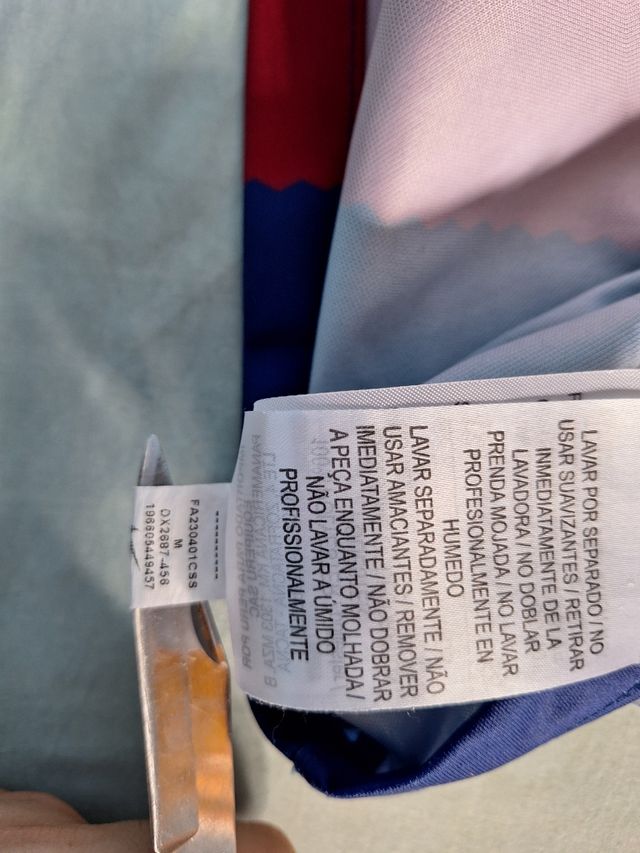 LAVAR POR SEPARADO / NO
USAR SUAVIZANTES / RETIRAR
INMEDIATAMENTE DE LA
LAVADORA / NO DOBLAR
PRENDA MOJADA / NO LAVAR
PROFESIONALMENTE EN
HUMEDO
LAVAR SEPARADAMENTE / NÃO
USAR AMACIANTES / REMOVER
IMEDIATAMENTE / NÃO DOBRAR
A PEÇA ENQUANTO MOLHADA /
NÃO LAVAR A ÚMIDO
PROFISSIONALMENTE
FA230401CSS
M
DX2687-456
196605449457